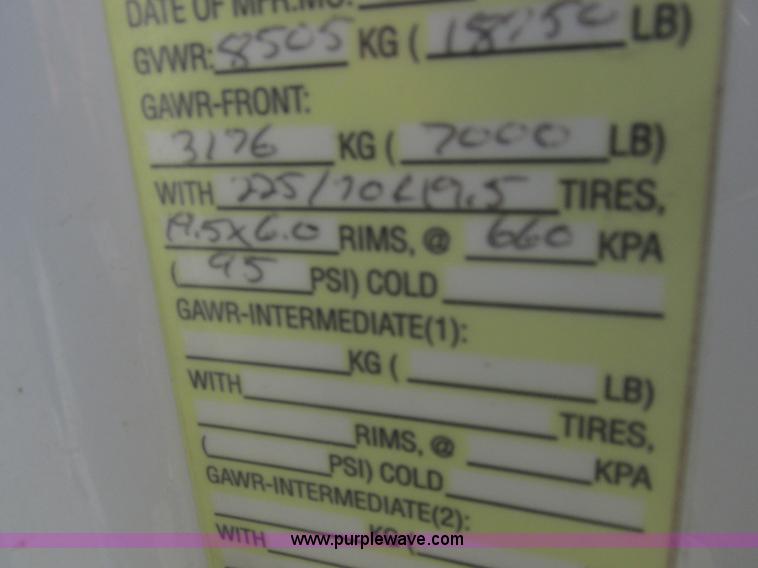 DATE OF MFR.MO:
GVWR: 8505 KG ( 18750 LB)
GAWR-FRONT:
3176 KG ( 7000 LB)
WITH 225/70R19.5 TIRES,
19.5x6.0 RIMS, @ 660 KPA
( 95 PSI) COLD
GAWR-INTERMEDIATE(1):
KG ( LB)
WITH TIRES,
RIMS, @ KPA
( PSI) COLD
GAWR-INTERMEDIATE(2):
KG (
WITH
www.purplewave.com